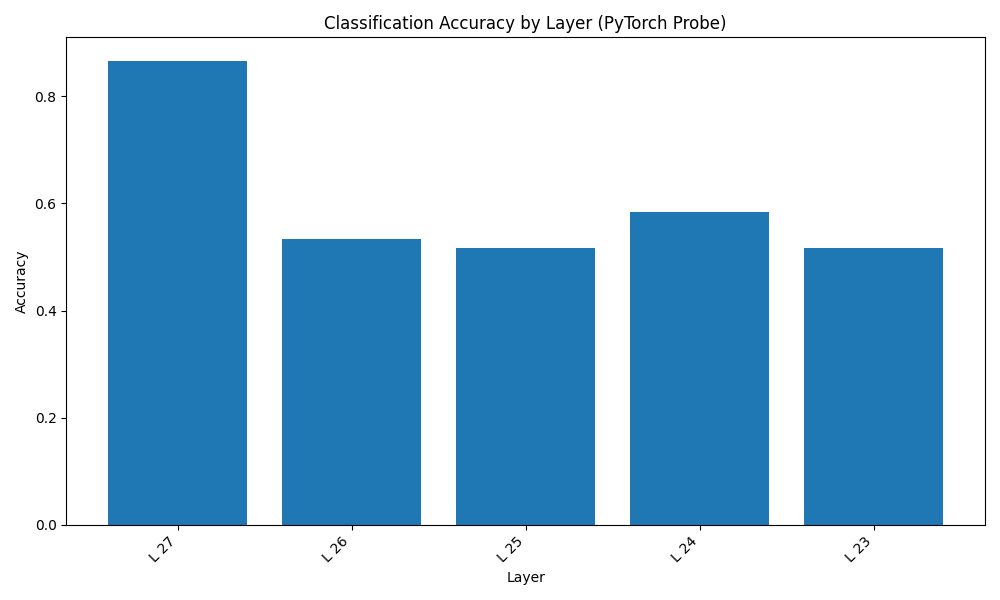 Classification Accuracy by Layer (PyTorch Probe)
Accuracy
0.8
0.6
0.4
0.2
0.0
L 27
L 26
L 25
L 24
L 23
Layer